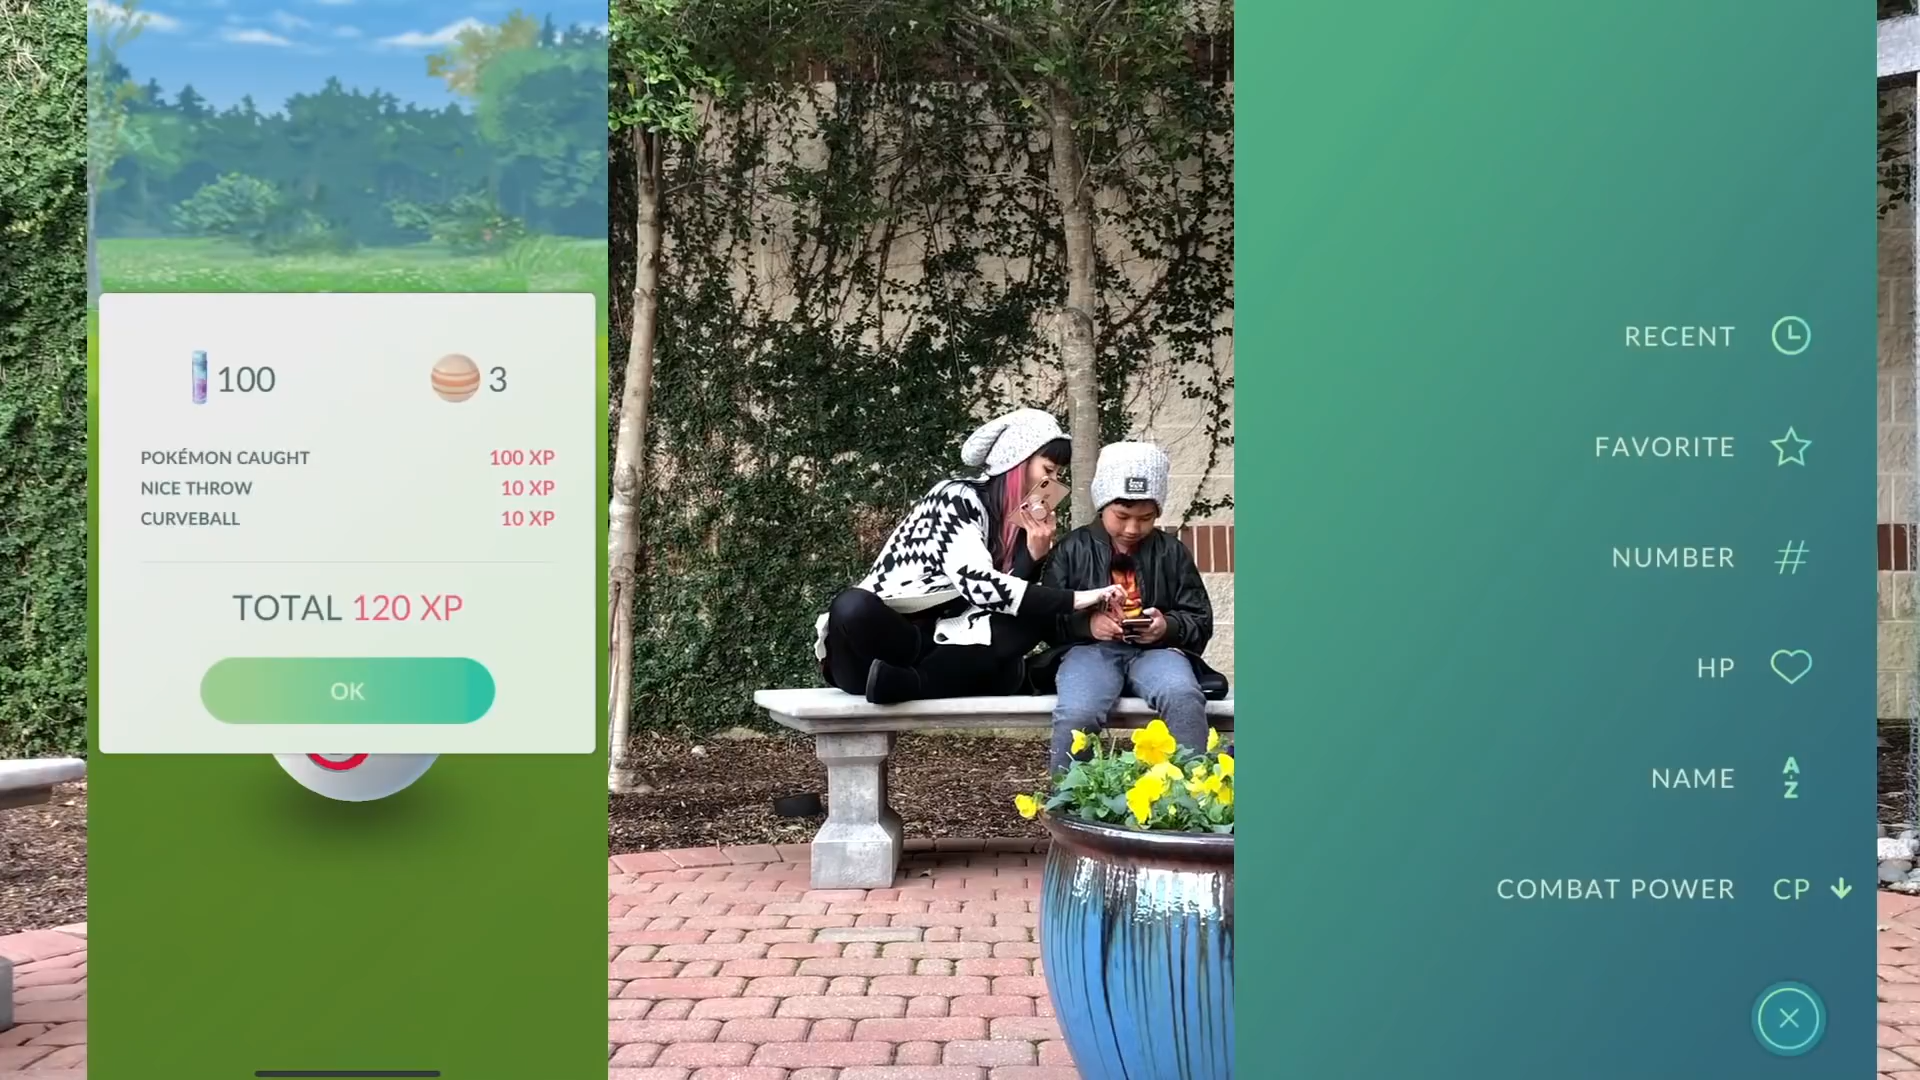 100
3
POKÉMON CAUGHT 100 XP
NICE THROW 10 XP
CURVEBALL 10 XP
TOTAL 120 XP
OK
RECENT
FAVORITE
NUMBER #
HP
NAME A-Z
COMBAT POWER CP